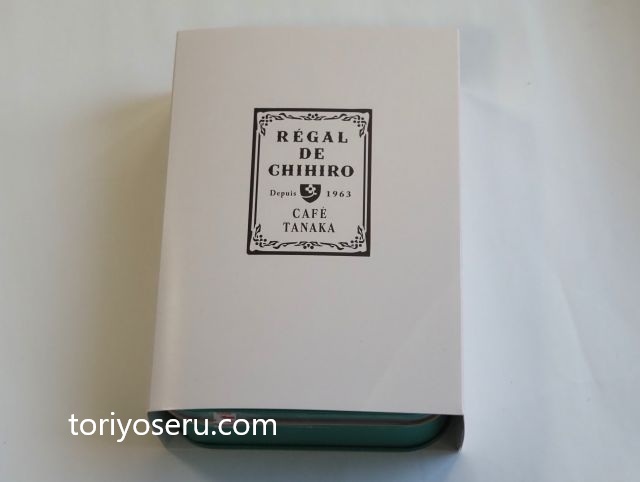 RÉGAL
DE
CHIHIRO
Depuis 1963
CAFÉ
TANAKA
toriyoseru.com